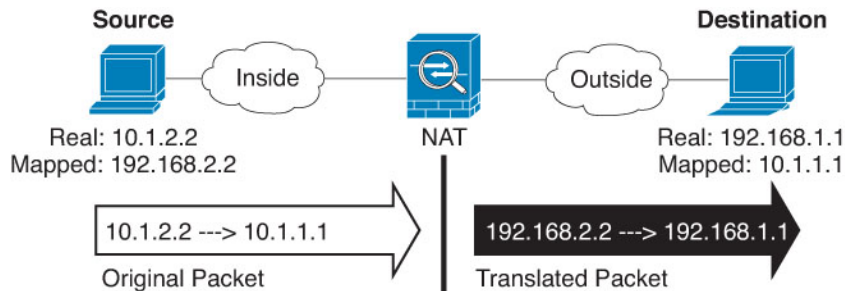 Source
Destination
Inside
Outside
NAT
Real: 10.1.2.2
Mapped: 192.168.2.2
Real: 192.168.1.1
Mapped: 10.1.1.1
10.1.2.2 ---> 10.1.1.1
192.168.2.2 ---> 192.168.1.1
Original Packet
Translated Packet